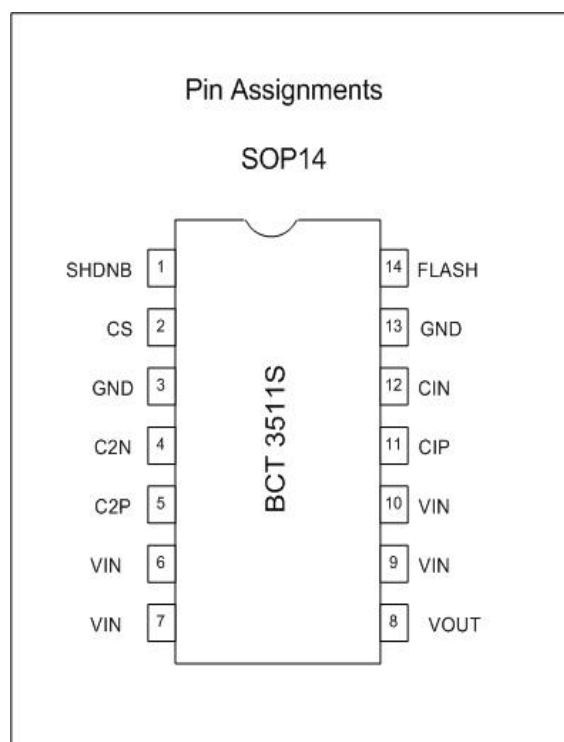 Pin Assignments
SOP14
SHDNB 1 14 FLASH
CS 2 13 GND
GND 3 12 CIN
C2N 4 11 CIP
C2P 5 10 VIN
VIN 6 9 VIN
VIN 7 8 VOUT
BCT 3511S